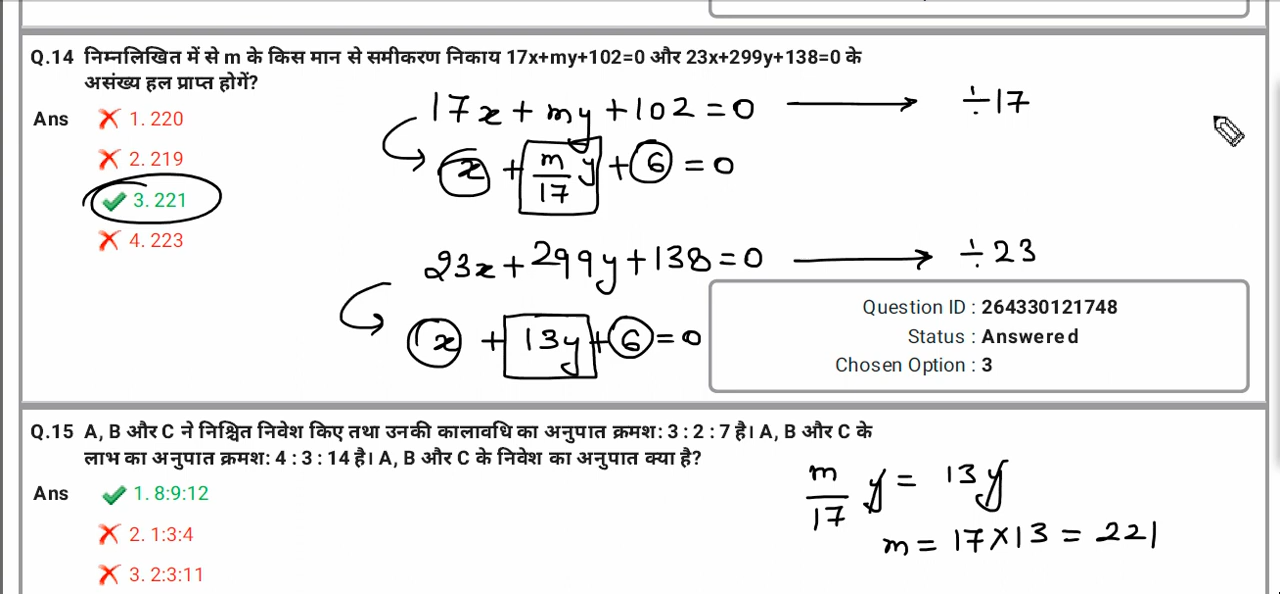 Q.14 निम्नलिखित में से m के किस मान से समीकरण निकाय 17x+my+102=0 और 23x+299y+138=0 के
असंख्य हल प्राप्त होगें?
Ans 1. 220
2. 219
3. 221
4. 223
17x + my + 102 = 0 → ÷17
x + m/17 y + 6 = 0
23x + 299y + 138 = 0 → ÷23
x + 13y + 6 = 0
Question ID : 264330121748
Status : Answered
Chosen Option : 3
Q.15 A, B और C ने निश्चित निवेश किए तथा उनकी कालावधि का अनुपात क्रमश: 3 : 2 : 7 है। A, B और C के
लाभ का अनुपात क्रमश: 4 : 3 : 14 है। A, B और C के निवेश का अनुपात क्या है?
Ans 1. 8:9:12
2. 1:3:4
3. 2:3:11
m/17 y = 13y
m = 17×13 = 221